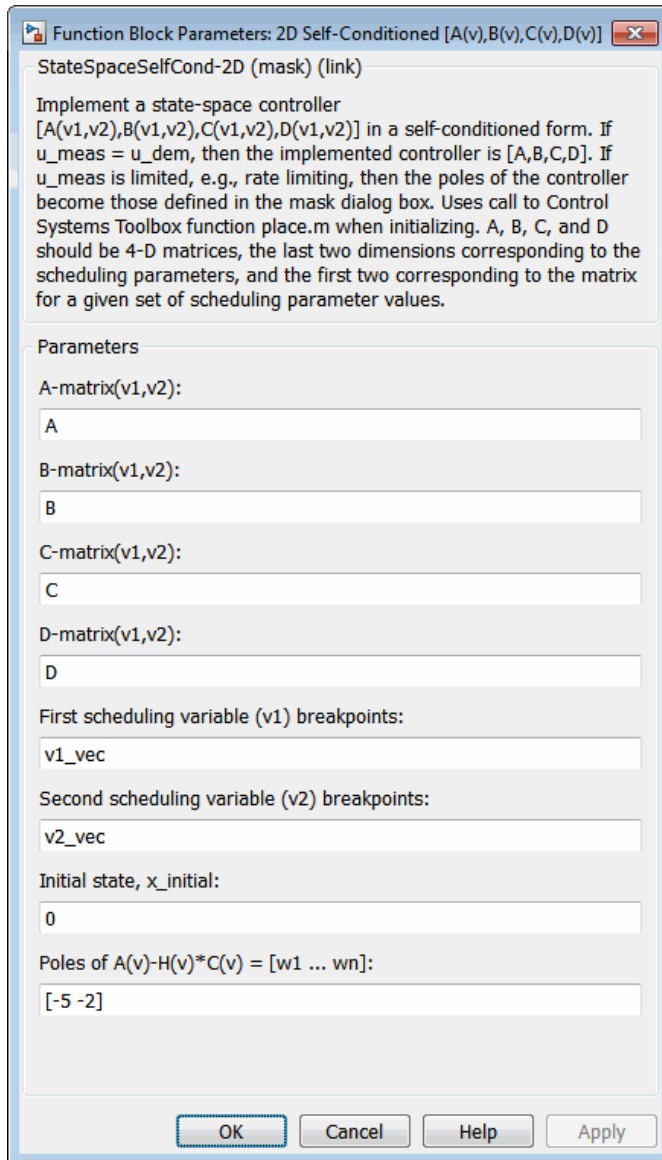 Function Block Parameters: 2D Self-Conditioned [A(v),B(v),C(v),D(v)]
StateSpaceSelfCond-2D (mask) (link)
Implement a state-space controller
[A(v1,v2),B(v1,v2),C(v1,v2),D(v1,v2)] in a self-conditioned form. If
u_meas = u_dem, then the implemented controller is [A,B,C,D]. If
u_meas is limited, e.g., rate limiting, then the poles of the controller
become those defined in the mask dialog box. Uses call to Control
Systems Toolbox function place.m when initializing. A, B, C, and D
should be 4-D matrices, the last two dimensions corresponding to the
scheduling parameters, and the first two corresponding to the matrix
for a given set of scheduling parameter values.
Parameters
A-matrix(v1,v2):
A
B-matrix(v1,v2):
B
C-matrix(v1,v2):
C
D-matrix(v1,v2):
D
First scheduling variable (v1) breakpoints:
v1_vec
Second scheduling variable (v2) breakpoints:
v2_vec
Initial state, x_initial:
0
Poles of A(v)-H(v)*C(v) = [w1 ... wn]:
[-5 -2]
OK Cancel Help Apply